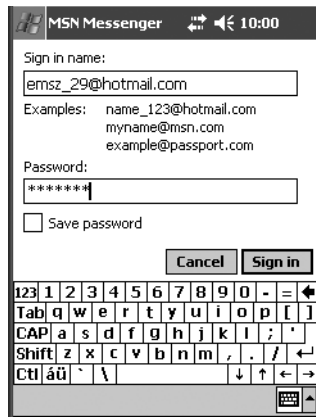 MSN Messenger 10:00
Sign in name:
emsz_29@hotmail.com
Examples: name_123@hotmail.com
myname@msn.com
example@passport.com
Password:
*******
Save password
Cancel Sign in
123 1 2 3 4 5 6 7 8 9 0 - = 
Tab q w e r t y u i o p [ ]
CAP a s d f g h j k l ; '
Shift z x c v b n m , . / ↵
Ctl áü ` \ ↓ ↑ ← →